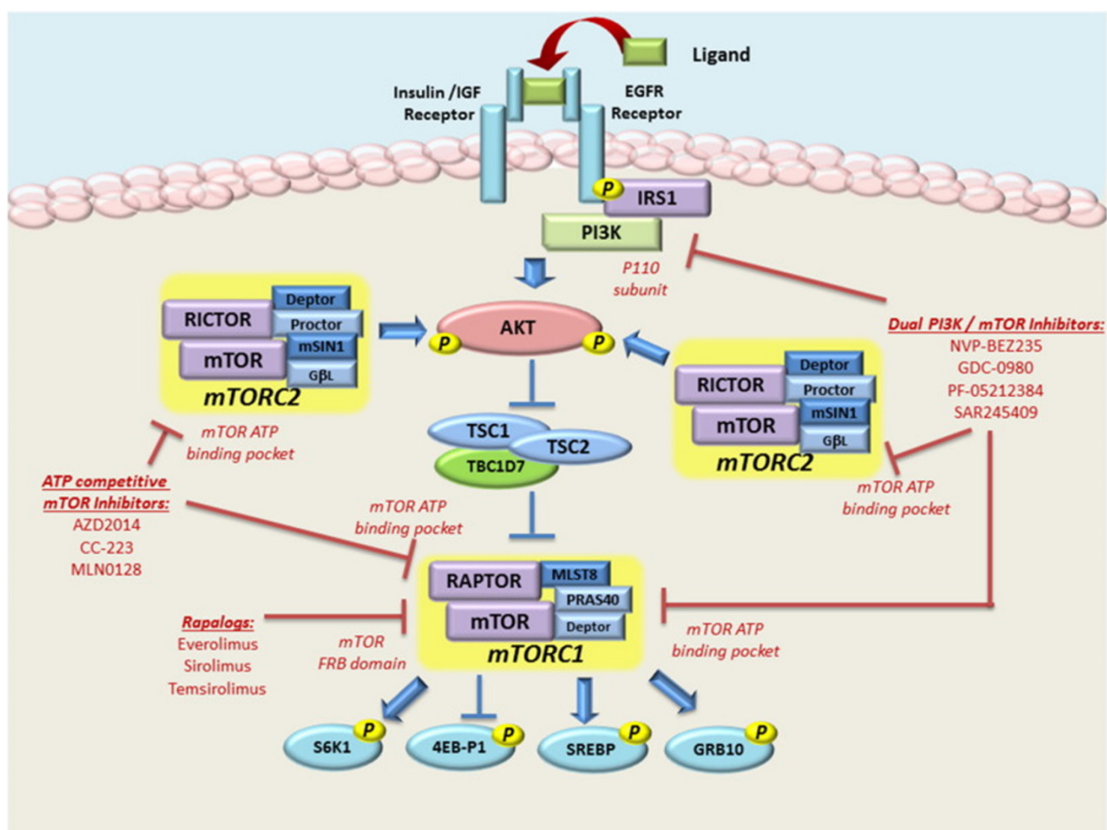 Ligand
Insulin /IGF
Receptor
EGFR
Receptor
P
IRS1
PI3K
P110
subunit
Deptor
RICTOR
Proctor
mSIN1
mTOR
GβL
mTORC2
AKT
P
P
Dual PI3K / mTOR Inhibitors:
NVP-BEZ235
GDC-0980
PF-05212384
SAR245409
Deptor
RICTOR
Proctor
mSIN1
mTOR
GβL
mTORC2
mTOR ATP
binding pocket
TSC1
TSC2
TBC1D7
ATP competitive
mTOR Inhibitors:
AZD2014
CC-223
MLN0128
mTOR ATP
binding pocket
mTOR ATP
binding pocket
RAPTOR
MLST8
PRAS40
mTOR
Deptor
mTORC1
Rapalogs:
Everolimus
Sirolimus
Temsirolimus
mTOR
FRB domain
mTOR ATP
binding pocket
P
S6K1
P
4EB-P1
P
SREBP
P
GRB10